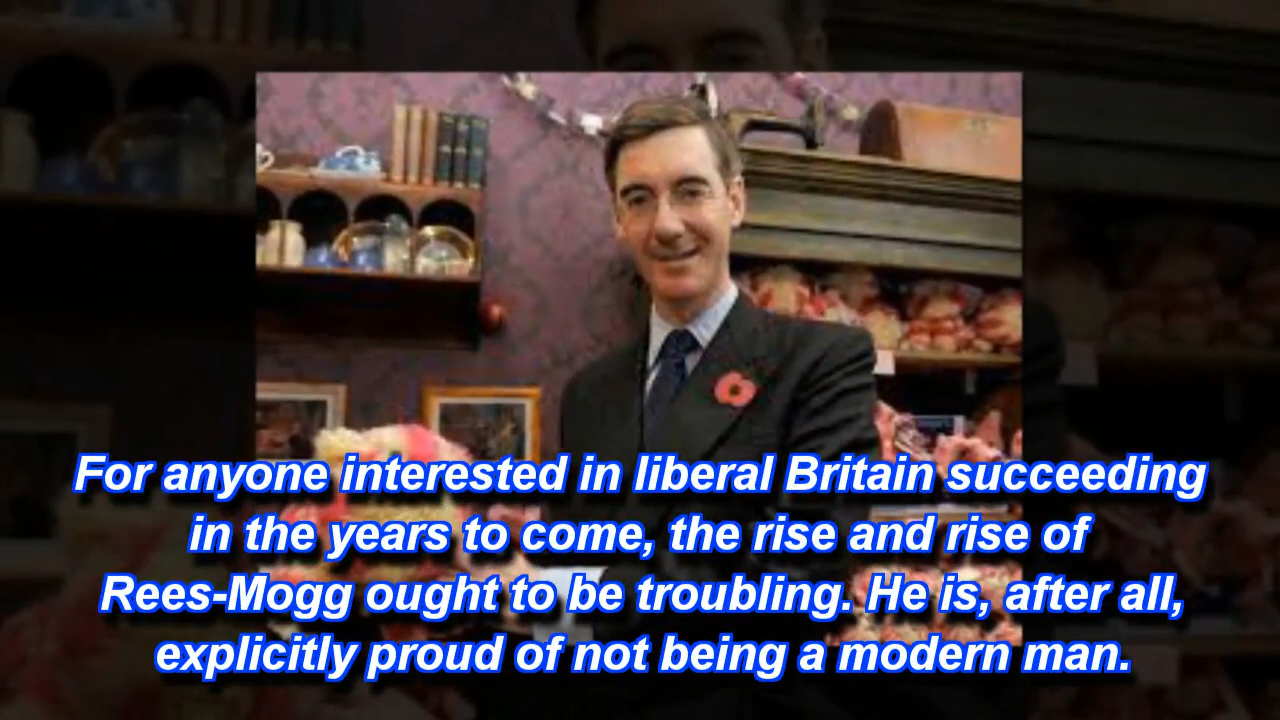 For anyone interested in liberal Britain succeeding
in the years to come, the rise and rise of
Rees-Mogg ought to be troubling. He is, after all,
explicitly proud of not being a modern man.